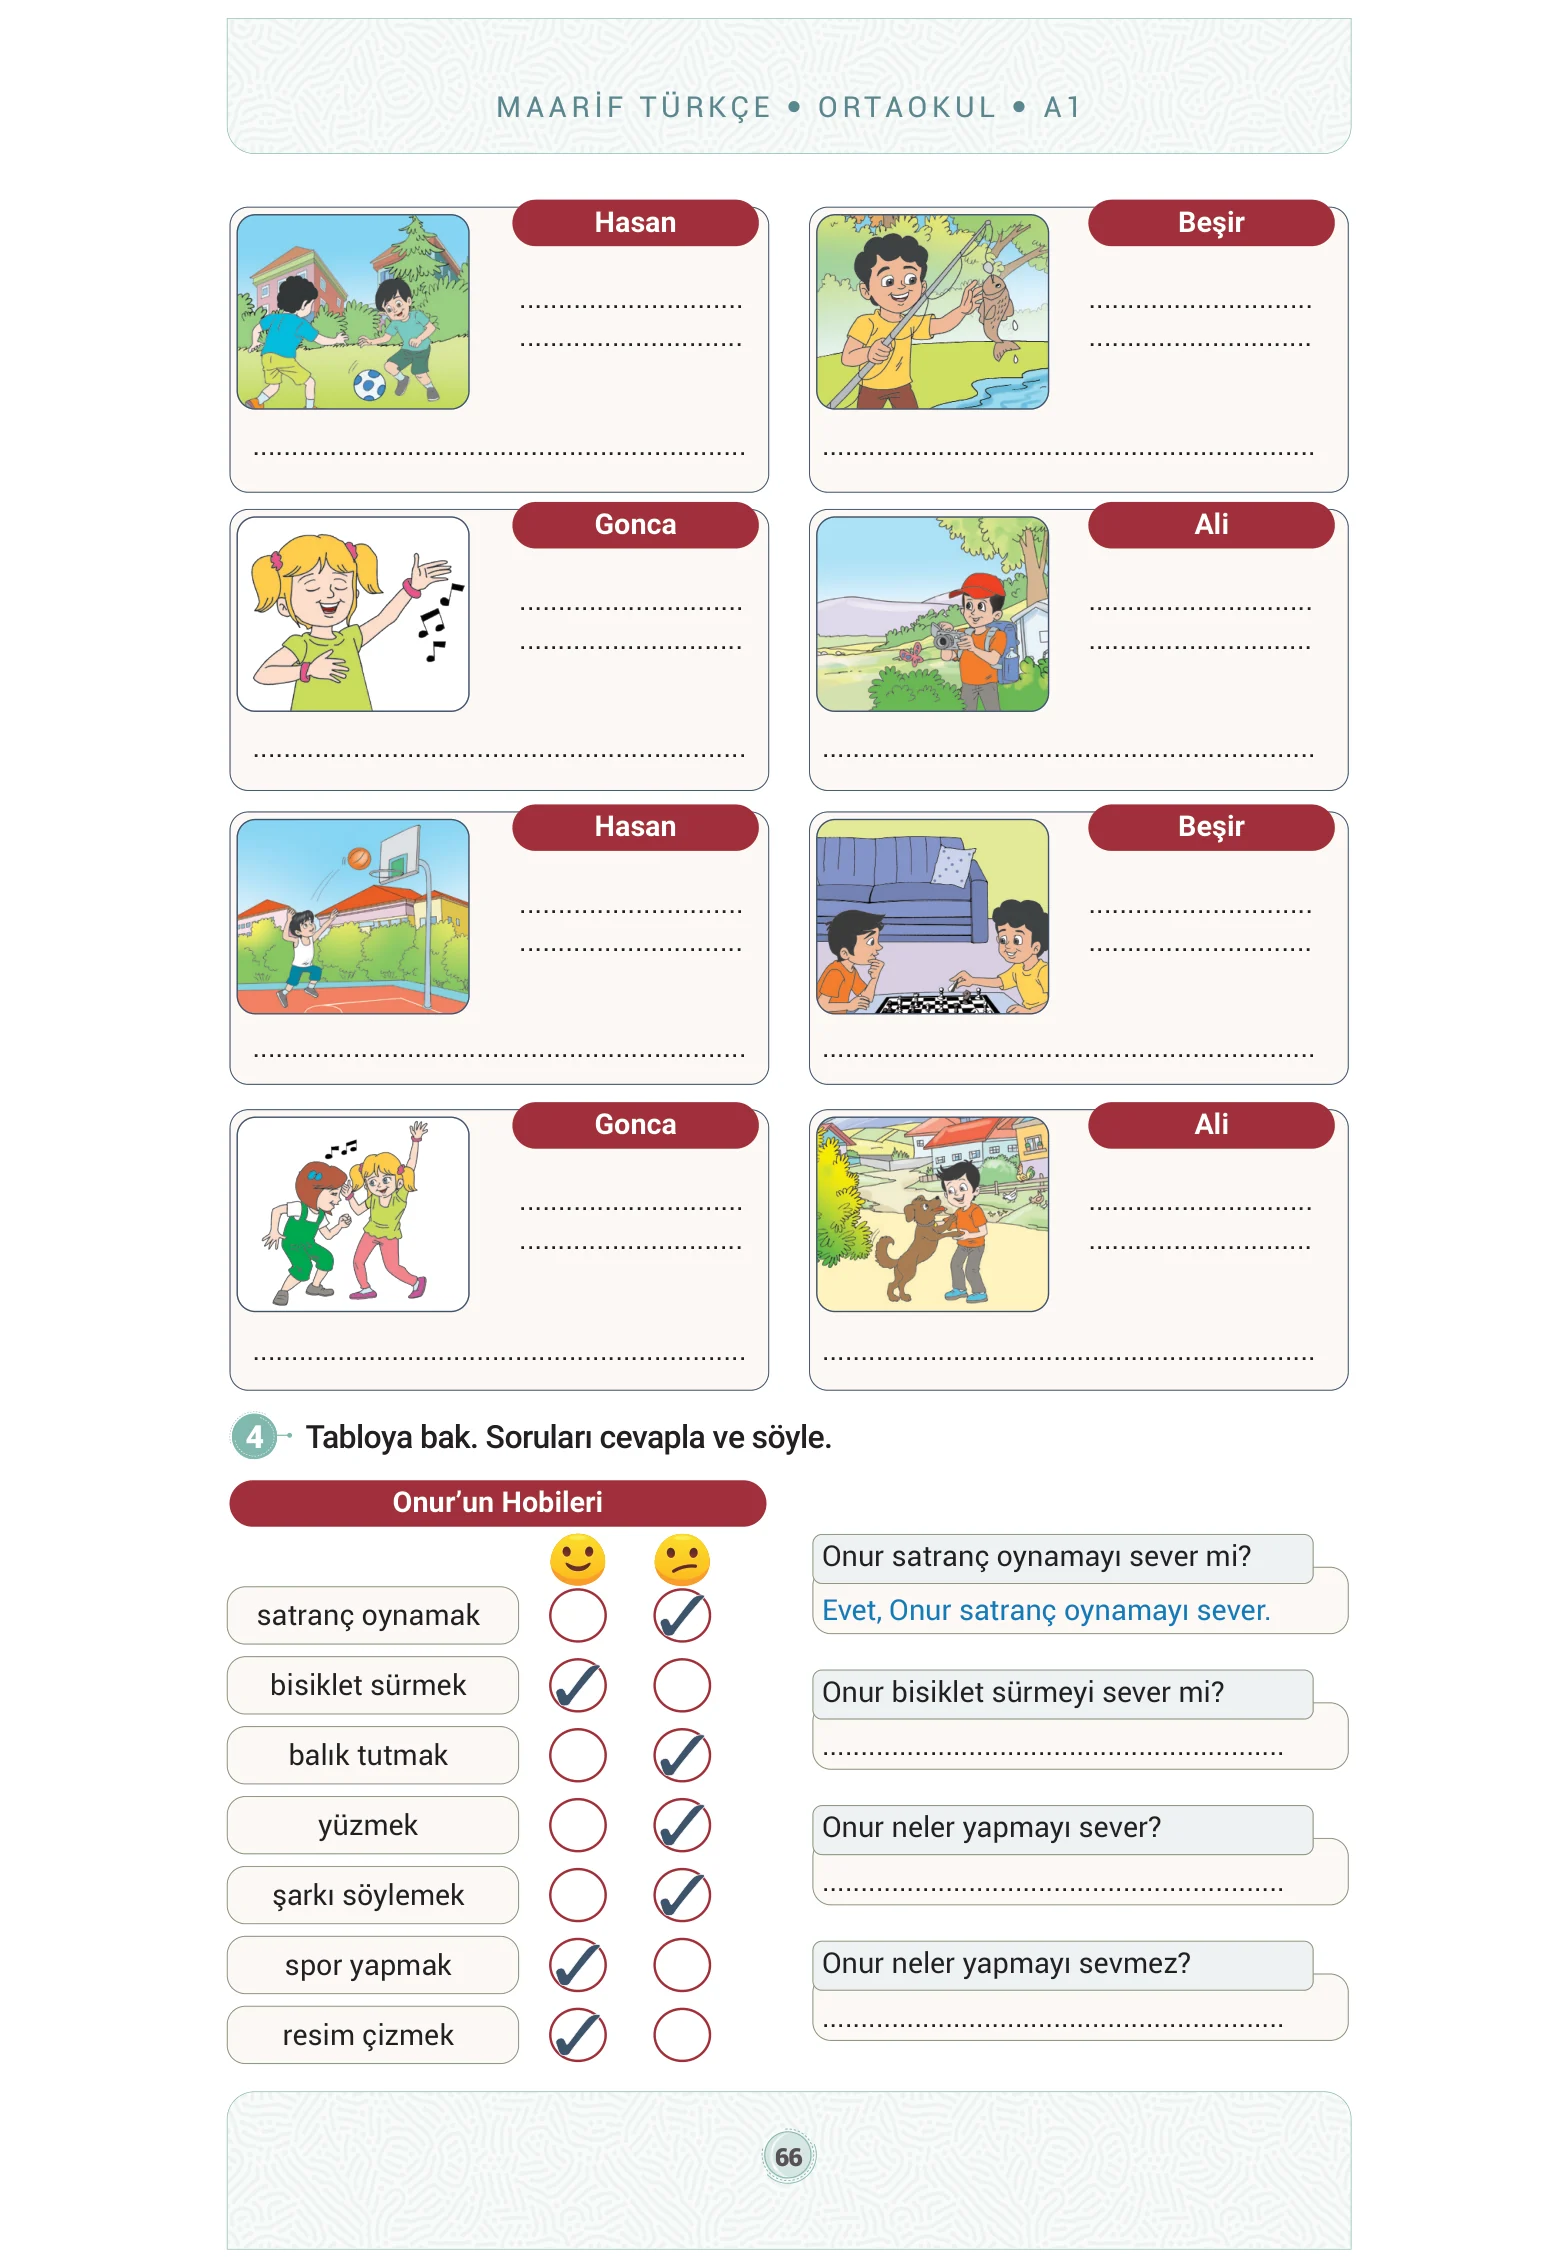 MAARİF TÜRKÇE • ORTAOKUL • A1
Hasan
Beşir
Gonca
Ali
Hasan
Beşir
Gonca
Ali
4 Tabloya bak. Soruları cevapla ve söyle.
Onur'un Hobileri
satranç oynamak
bisiklet sürmek
balık tutmak
yüzmek
şarkı söylemek
spor yapmak
resim çizmek
Onur satranç oynamayı sever mi?
Evet, Onur satranç oynamayı sever.
Onur bisiklet sürmeyi sever mi?
Onur neler yapmayı sever?
Onur neler yapmayı sevmez?
66